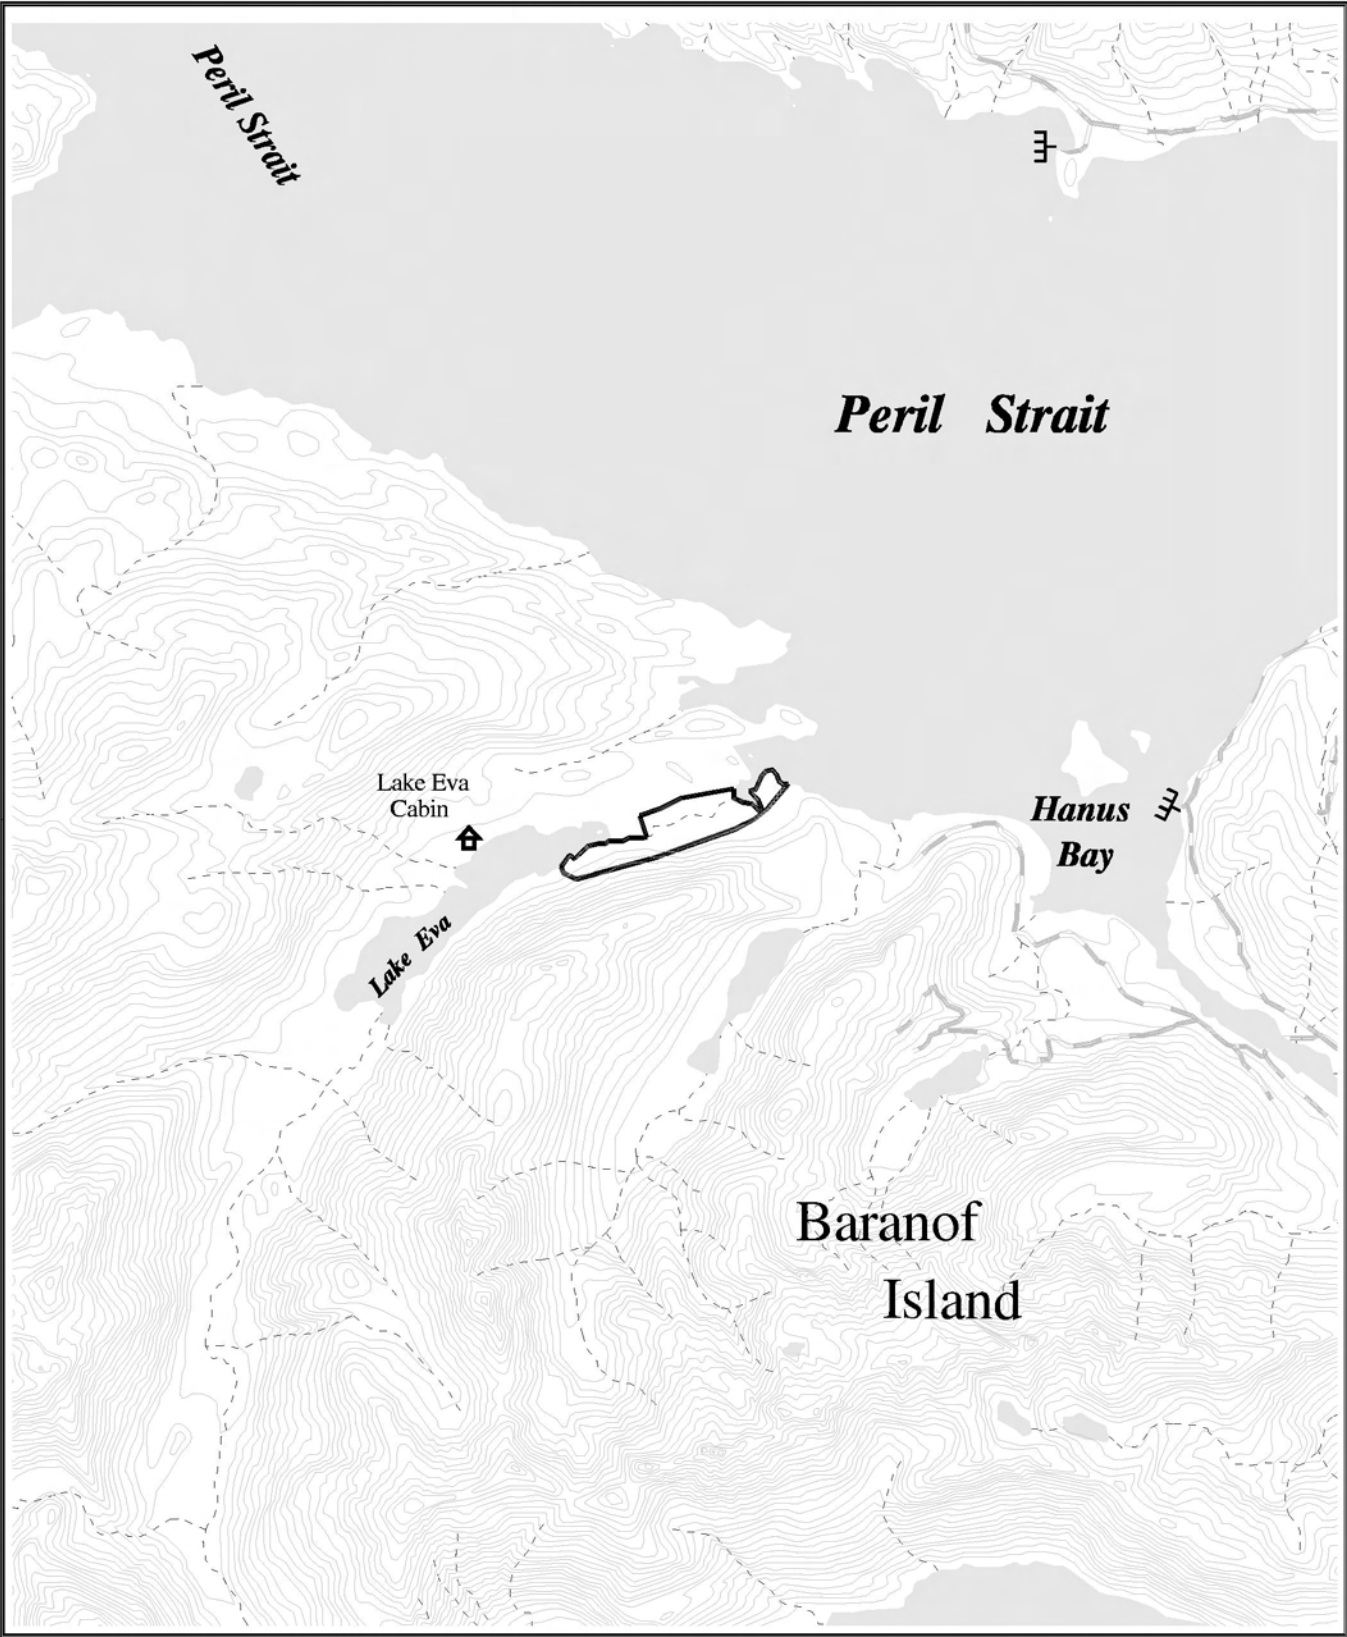 Peril Strait
Peril Strait
Lake Eva
Cabin
Hanus
Bay
Lake Eva
Baranof
Island